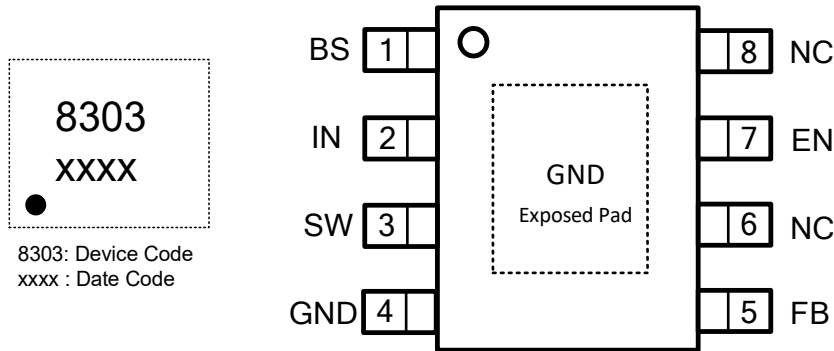 8303
xxxx
8303: Device Code
xxxx : Date Code
BS 1
IN 2
SW 3
GND 4
GND
Exposed Pad
8 NC
7 EN
6 NC
5 FB